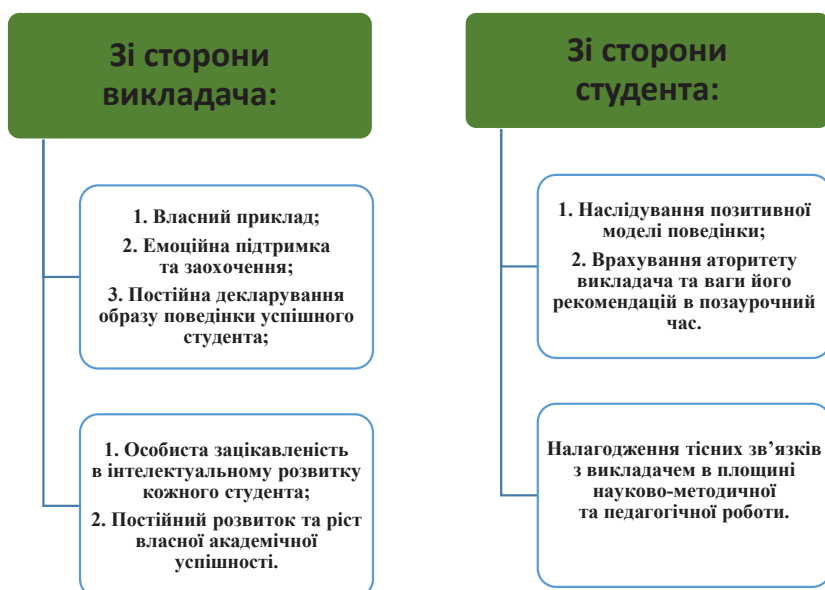 Зі сторони
викладача:
1. Власний приклад;
2. Емоційна підтримка
та заохочення;
3. Постійна декларування
образу поведінки успішного
студента;
1. Особиста зацікавленість
в інтелектуальному розвитку
кожного студента;
2. Постійний розвиток та ріст
власної академічної
успішності.
Зі сторони
студента:
1. Наслідування позитивної
моделі поведінки;
2. Врахування аторитету
викладача та ваги його
рекомендацій в позаурочний
час.
Налагодження тісних зв’язків
з викладачем в площині
науково-методичної
та педагогічної роботи.